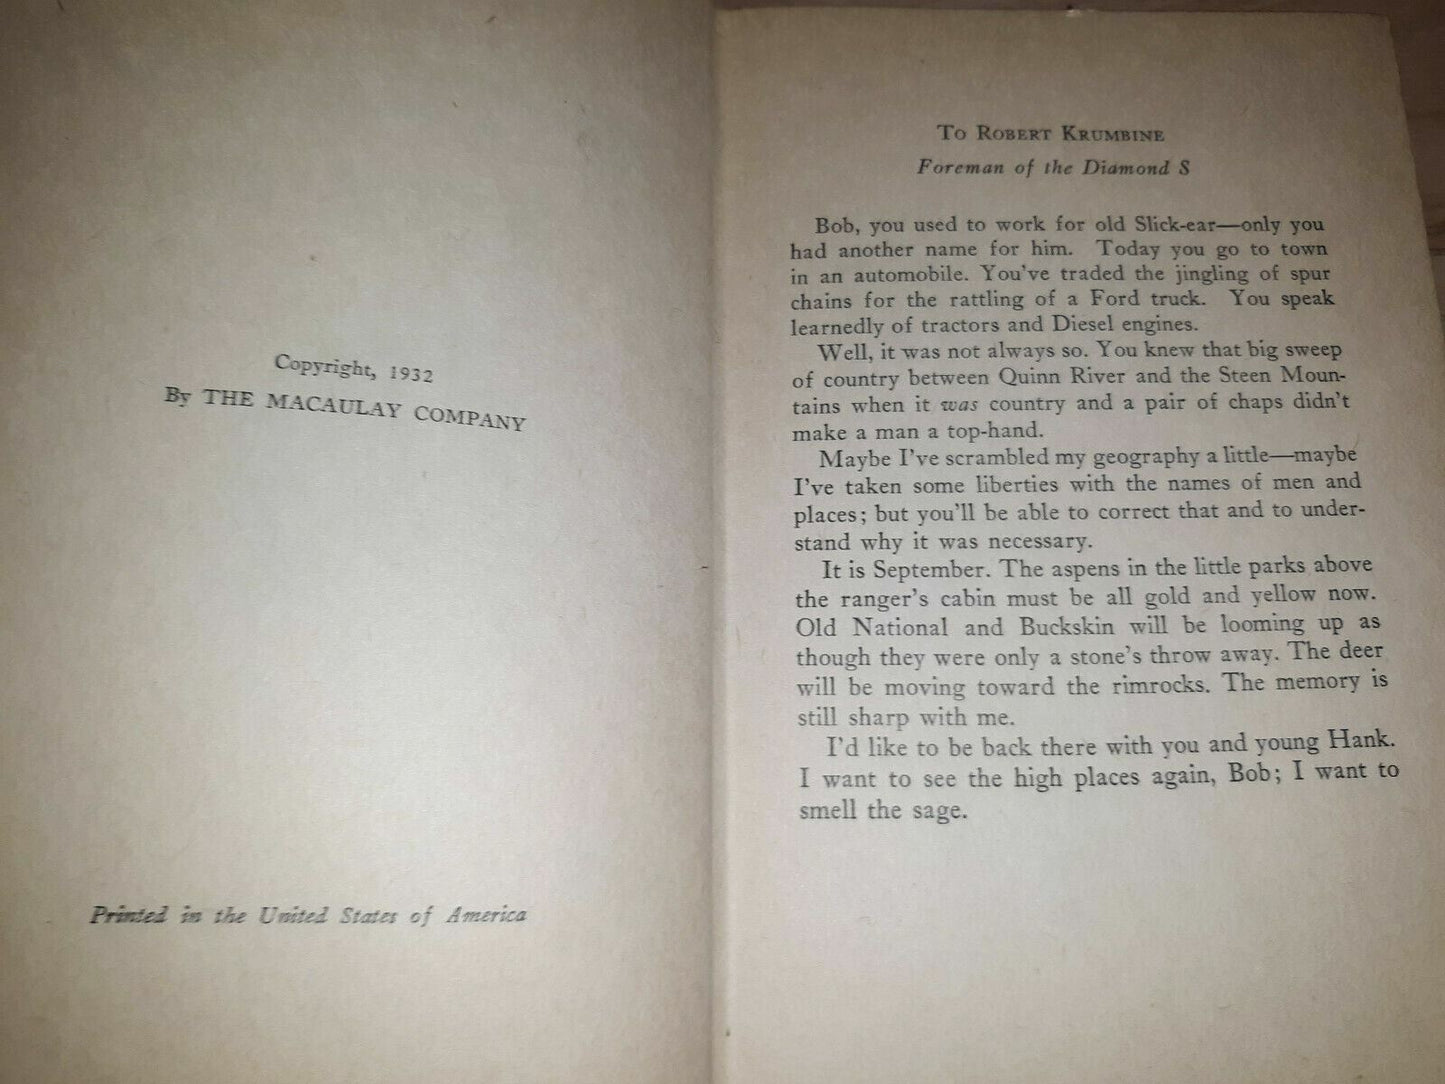 Copyright, 1932
By THE MACAULAY COMPANY
Printed in the United States of America
To Robert Krumbine
Foreman of the Diamond S
Bob, you used to work for old Slick-ear—only you
had another name for him. Today you go to town
in an automobile. You've traded the jingling of spur
chains for the rattling of a Ford truck. You speak
learnedly of tractors and Diesel engines.
Well, it was not always so. You knew that big sweep
of country between Quinn River and the Steen Moun-
tains when it was country and a pair of chaps didn't
make a man a top-hand.
Maybe I've scrambled my geography a little—maybe
I've taken some liberties with the names of men and
places; but you'll be able to correct that and to under-
stand why it was necessary.
It is September. The aspens in the little parks above
the ranger's cabin must be all gold and yellow now.
Old National and Buckskin will be looming up as
though they were only a stone's throw away. The deer
will be moving toward the rimrocks. The memory is
still sharp with me.
I'd like to be back there with you and young Hank.
I want to see the high places again, Bob; I want to
smell the sage.